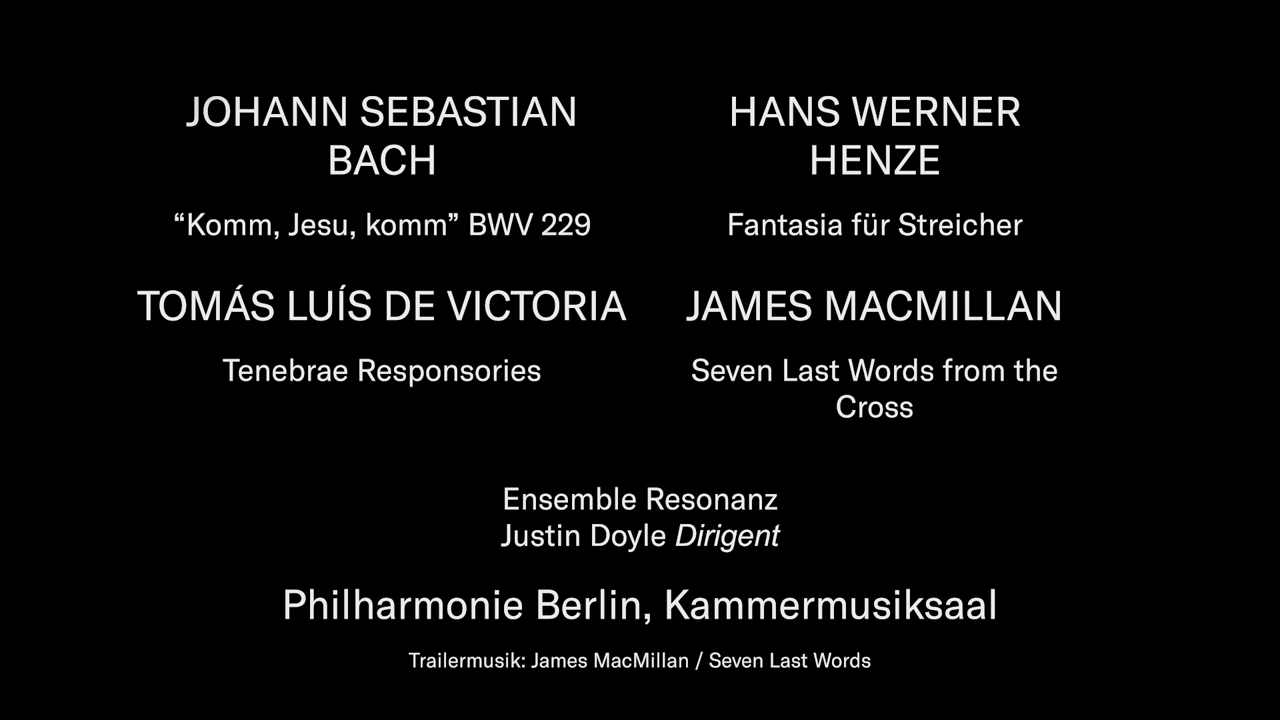 JOHANN SEBASTIAN
BACH
“Komm, Jesu, komm” BWV 229
HANS WERNER
HENZE
Fantasia für Streicher
TOMÁS LUÍS DE VICTORIA
Tenebrae Responsories
JAMES MACMILLAN
Seven Last Words from the
Cross
Ensemble Resonanz
Justin Doyle Dirigent
Philharmonie Berlin, Kammermusiksaal
Trailermusik: James MacMillan / Seven Last Words